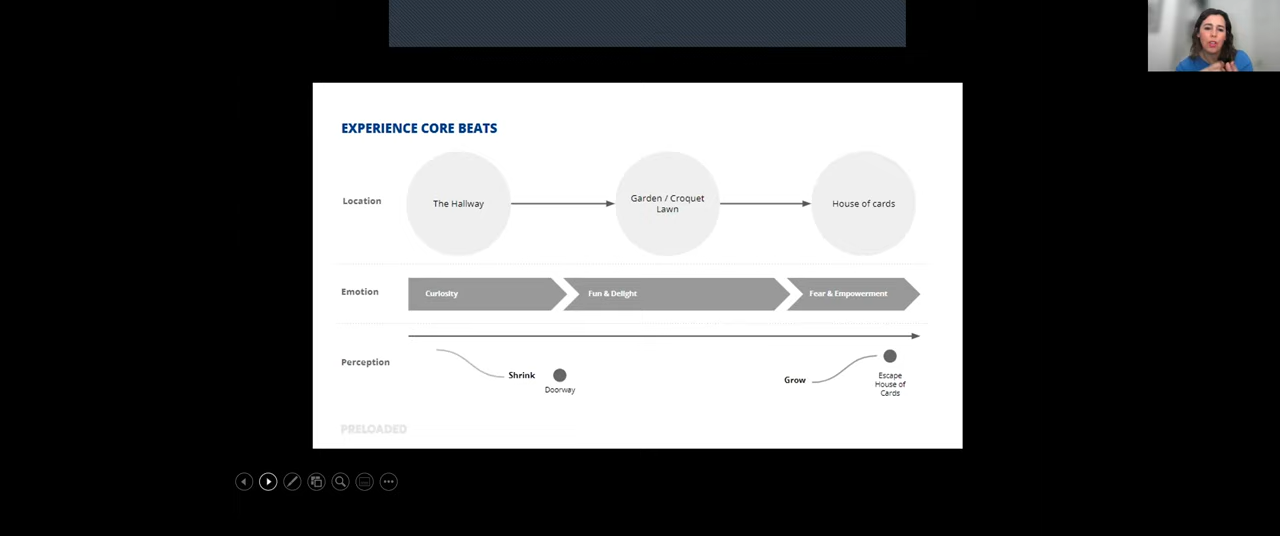 EXPERIENCE CORE BEATS
Location
The Hallway
Garden / Croquet
Lawn
House of cards
Emotion
Curiosity
Fun & Delight
Fear & Empowerment
Perception
Shrink
Doorway
Grow
Escape
House of
Cards
PRELOADED